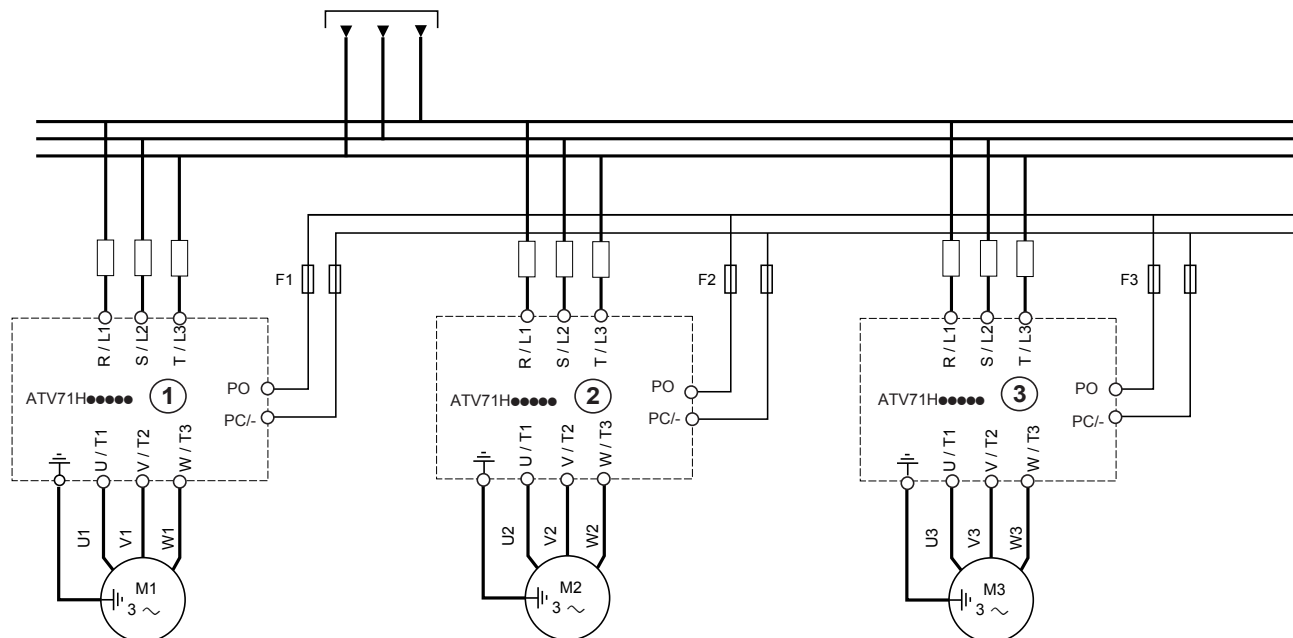 F1
F2
F3
R / L1
S / L2
T / L3
R / L1
S / L2
T / L3
R / L1
S / L2
T / L3
ATV71H●●●●●
1
PO
PC/-
ATV71H●●●●●
2
PO
PC/-
ATV71H●●●●●
3
PO
PC/-
U / T1
V / T2
W / T3
U / T1
V / T2
W / T3
U / T1
V / T2
W / T3
U1
V1
W1
U2
V2
W2
U3
V3
W3
M1
3 ~
M2
3 ~
M3
3 ~